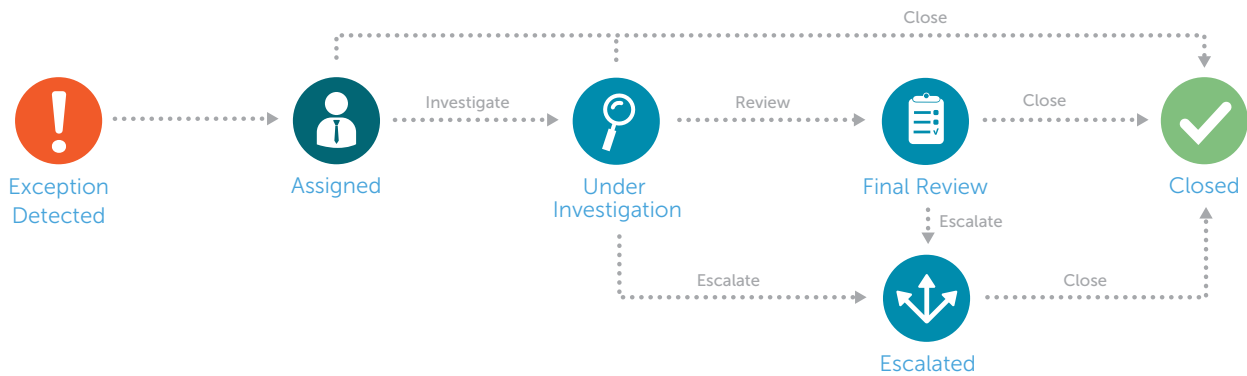 Close
Investigate
Review
Close
Exception
Detected
Assigned
Under
Investigation
Final Review
Closed
Escalate
Escalate
Close
Escalated